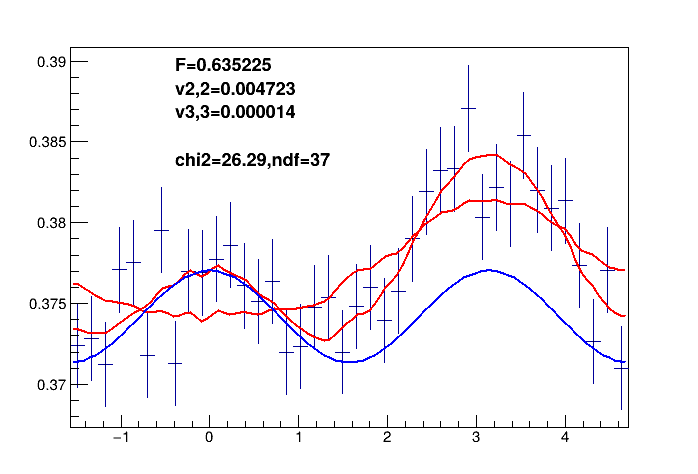 0.39
0.385
0.38
0.375
0.37
F=0.635225
v2,2=0.004723
v3,3=0.000014
chi2=26.29,ndf=37
−1 0 1 2 3 4